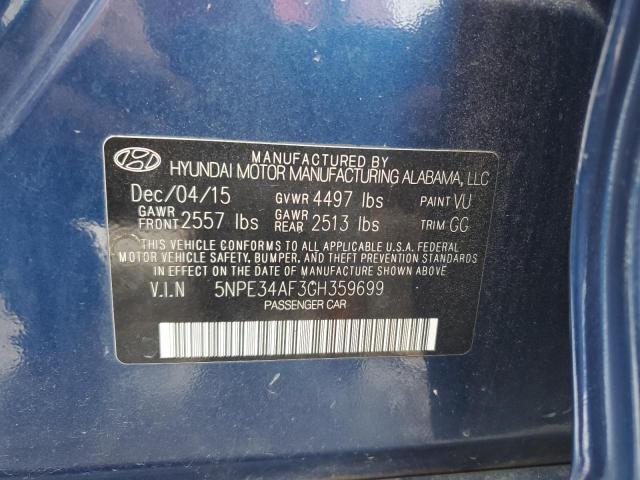 MANUFACTURED BY
HYUNDAI MOTOR MANUFACTURING ALABAMA, LLC
Dec/04/15 GVWR 4497 lbs PAINT VU
GAWR FRONT 2557 lbs GAWR REAR 2513 lbs TRIM GG
THIS VEHICLE CONFORMS TO ALL APPLICABLE U.S.A. FEDERAL
MOTOR VEHICLE SAFETY, BUMPER, AND THEFT PREVENTION STANDARDS
IN EFFECT ON THE DATE OF MANUFACTURE SHOWN ABOVE.
V.I.N 5NPE34AF3GH359699
PASSENGER CAR